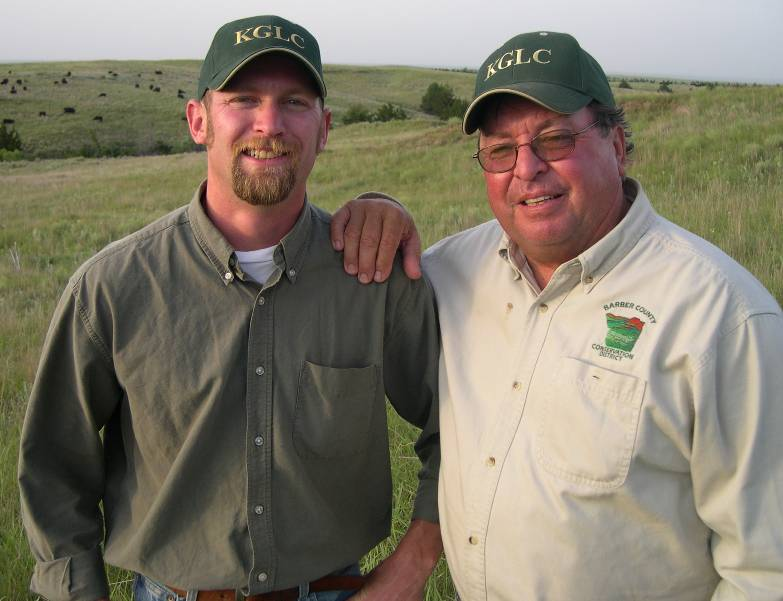 KGLC
KGLC
BARBER COUNTY
CONSERVATION
DISTRICT